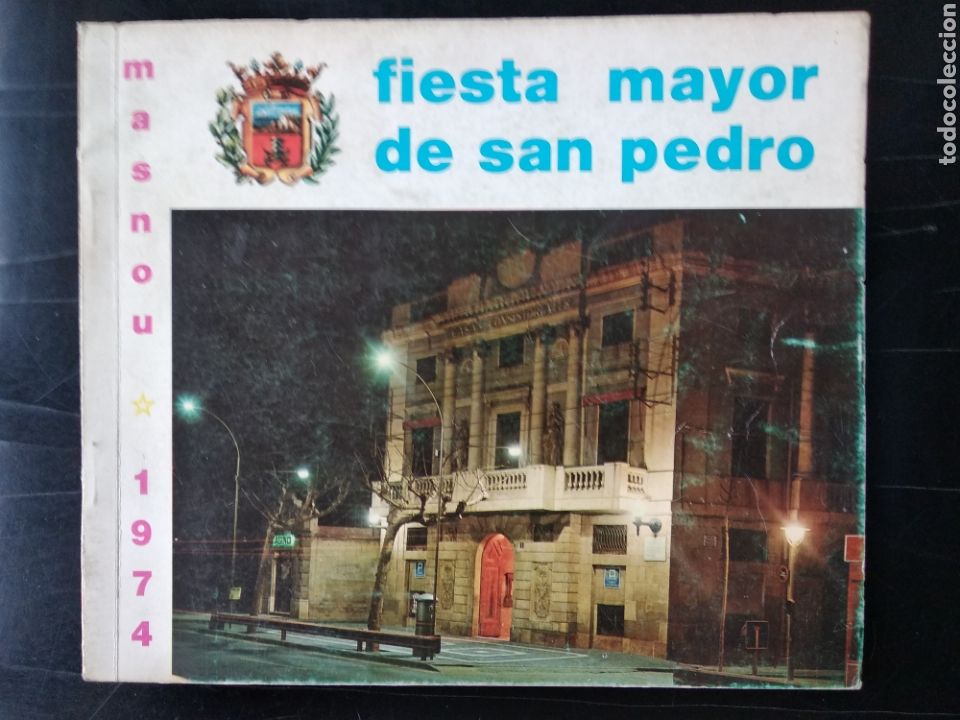 fiesta mayor
de san pedro
masnou ☆ 1974
todocoleccion